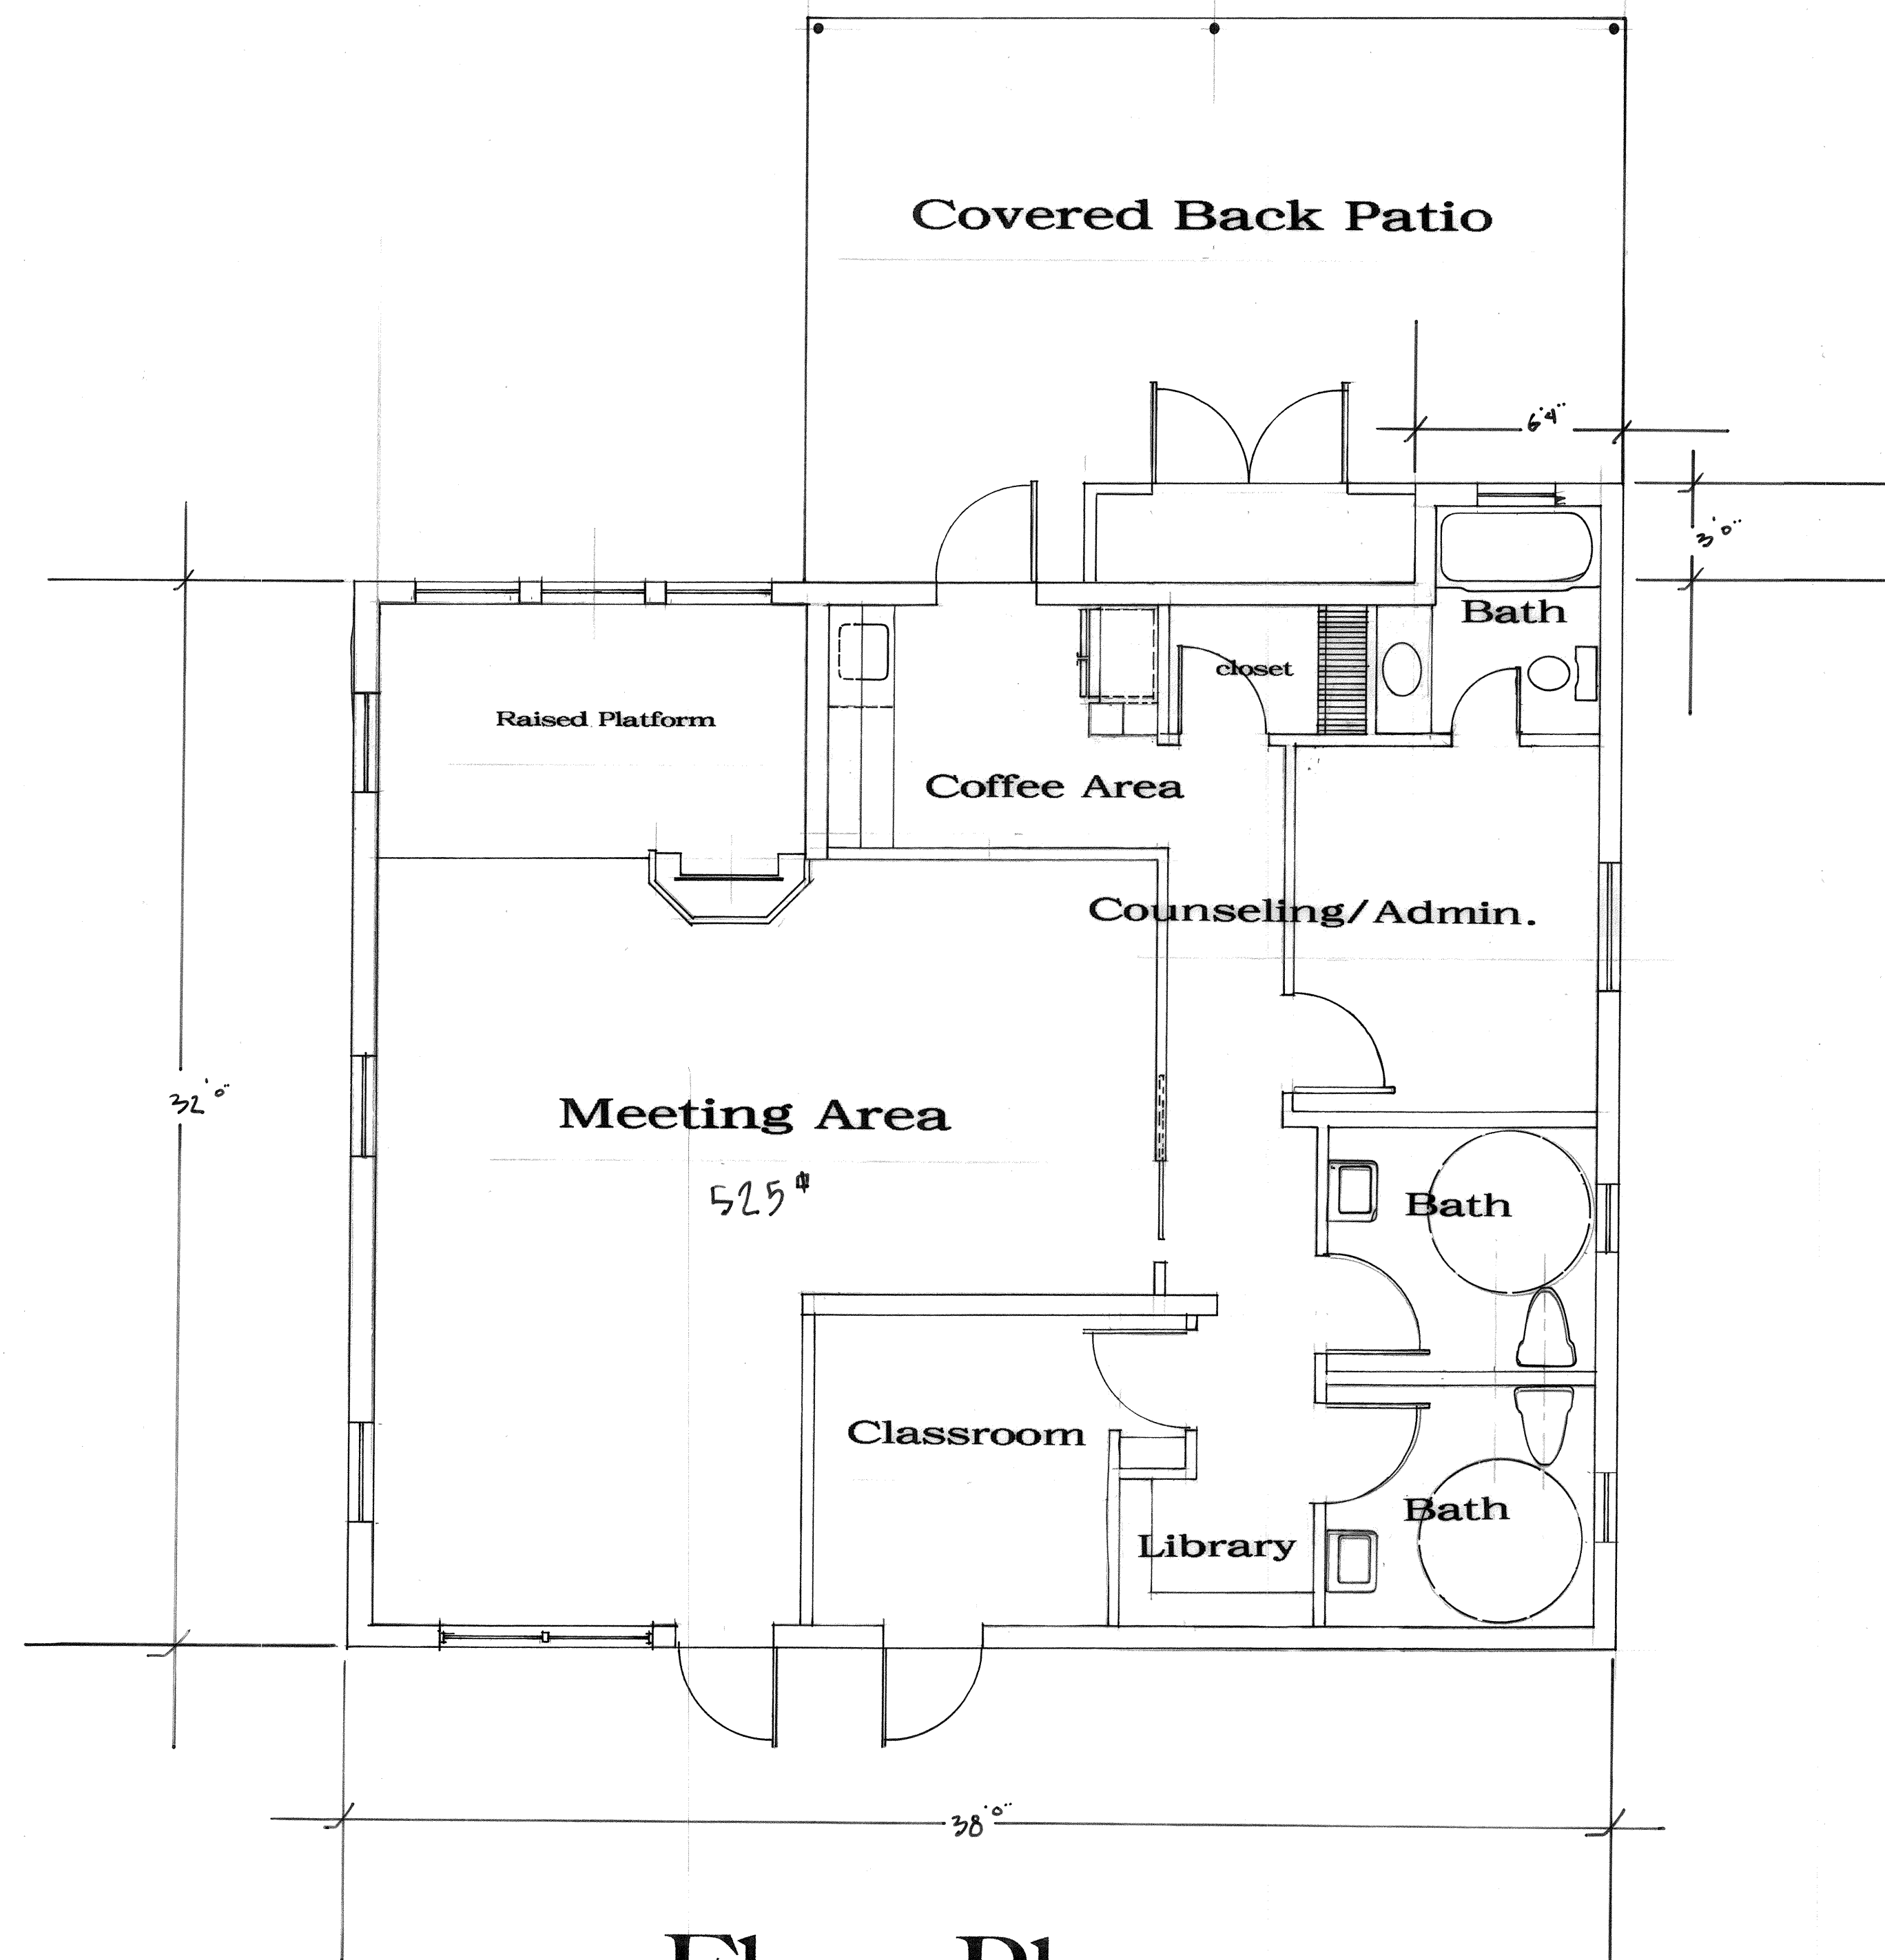 Covered Back Patio
6'4"
3'0"
Bath
closet
Raised Platform
Coffee Area
Counseling/Admin.
32'0"
Meeting Area
525
Bath
Classroom
Bath
Library
38'0"